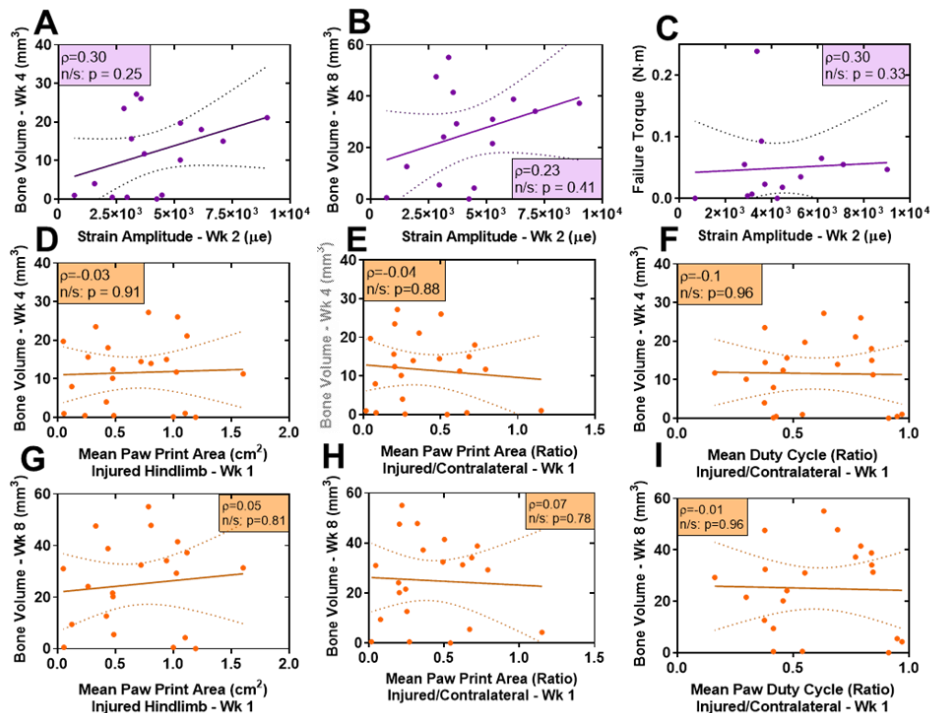 A
B
C
Bone Volume - Wk 4 (mm³)
40
30
20
10
0
ρ=0.30
n/s: p = 0.25
0
2.5×10³
5×10³
7.5×10³
1×10⁴
Strain Amplitude - Wk 2 (με)
Bone Volume - Wk 8 (mm³)
60
40
20
0
ρ=0.23
n/s: p = 0.41
0
2.5×10³
5×10³
7.5×10³
1×10⁴
Strain Amplitude - Wk 2 (με)
Failure Torque (N·m)
0.2
0.1
0.0
ρ=0.30
n/s: p = 0.33
0
2×10³
4×10³
6×10³
8×10³
1×10⁴
Strain Amplitude - Wk 2 (με)
D
E
F
Bone Volume - Wk 4 (mm³)
40
30
20
10
0
ρ=-0.03
n/s: p = 0.91
0.0
0.5
1.0
1.5
2.0
Mean Paw Print Area (cm²)
Injured Hindlimb - Wk 1
Bone Volume - Wk 4 (mm³)
40
30
20
10
0
ρ=-0.04
n/s: p=0.88
0.0
0.5
1.0
1.5
Mean Paw Print Area (Ratio)
Injured/Contralateral - Wk 1
Bone Volume - Wk 4 (mm³)
40
30
20
10
0
ρ=-0.1
n/s: p=0.96
0.0
0.5
1.0
Mean Duty Cycle (Ratio)
Injured/Contralateral - Wk 1
G
H
I
Bone Volume - Wk 8 (mm³)
60
40
20
0
ρ=0.05
n/s: p=0.81
0.0
0.5
1.0
1.5
2.0
Mean Paw Print Area (cm²)
Injured Hindlimb - Wk 1
Bone Volume - Wk 8 (mm³)
60
40
20
0
ρ=0.07
n/s: p=0.78
0.0
0.5
1.0
1.5
Mean Paw Print Area (Ratio)
Injured/Contralateral - Wk 1
Bone Volume - Wk 8 (mm³)
60
40
20
0
ρ=-0.01
n/s: p=0.96
0.0
0.5
1.0
Mean Paw Duty Cycle (Ratio)
Injured/Contralateral - Wk 1